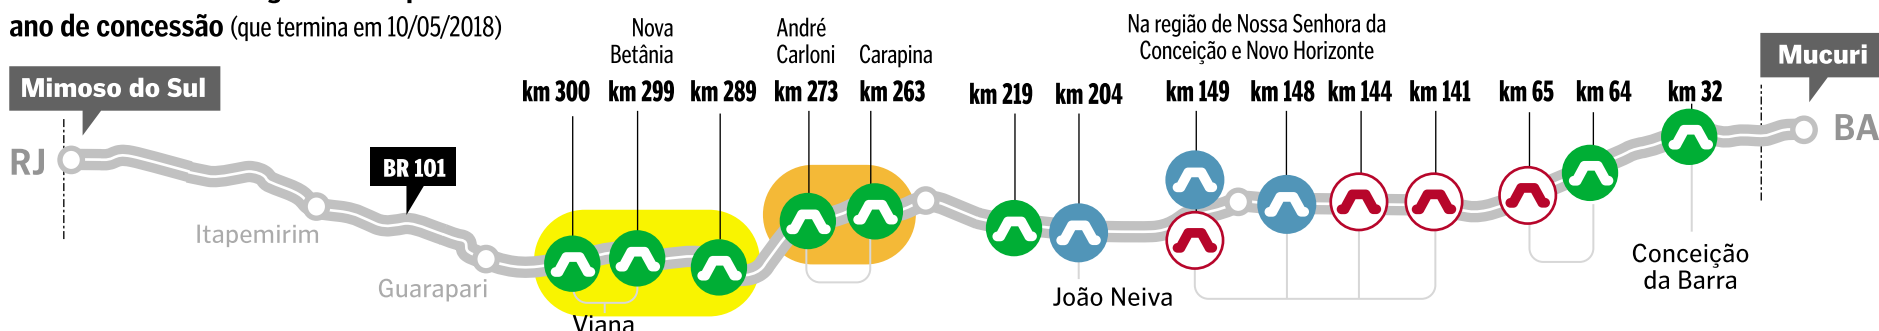 ano de concessão (que termina em 10/05/2018)
Nova
Betânia
André
Carloni
Carapina
Na região de Nossa Senhora da
Conceição e Novo Horizonte
Mimoso do Sul
Mucuri
km 300
km 299
km 289
km 273
km 263
km 219
km 204
km 149
km 148
km 144
km 141
km 65
km 64
km 32
RJ
BR 101
BA
Itapemirim
Guarapari
Viana
João Neiva
Conceição
da Barra